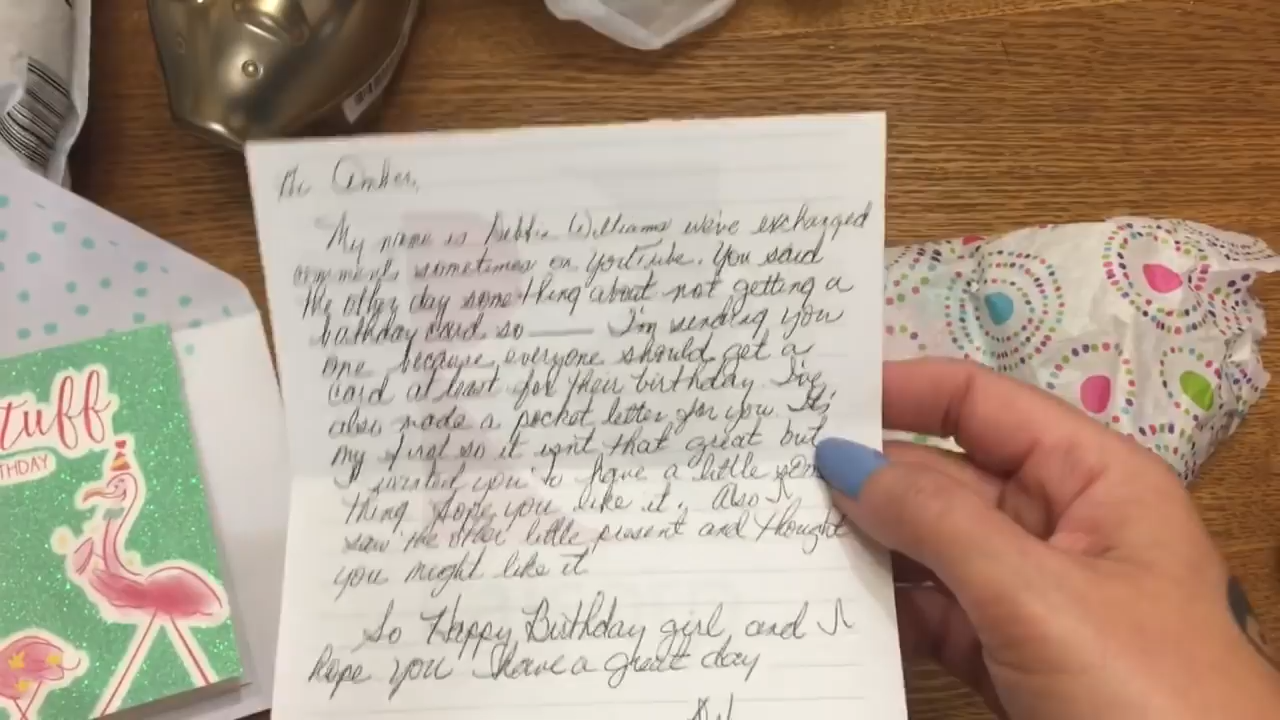 Hi Amber,
My name is Debbie Williams we've exchanged
comments sometimes on YouTube. You said
the other day something about not getting a
birthday card so —— I'm sending you
one because everyone should get a
card at least for their birthday. I've
also made a pocket letter for you. It's
my first so it isn't that great but
I wanted you to have a little some
thing hope you like it. Also I
saw the other little present and thought
you might like it
So Happy Birthday girl, and I
hope you have a great day
tuff
THDAY